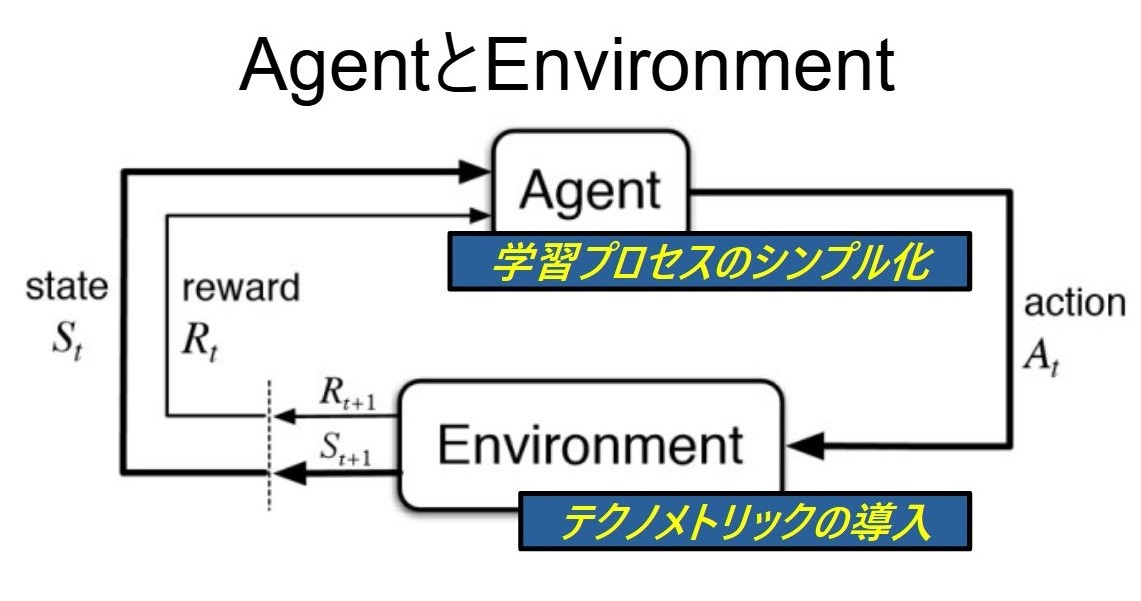 AgentとEnvironment
Agent
学習プロセスのシンプル化
state
S_t
reward
R_t
action
A_t
R_{t+1}
S_{t+1}
Environment
テクノメトリックの導入